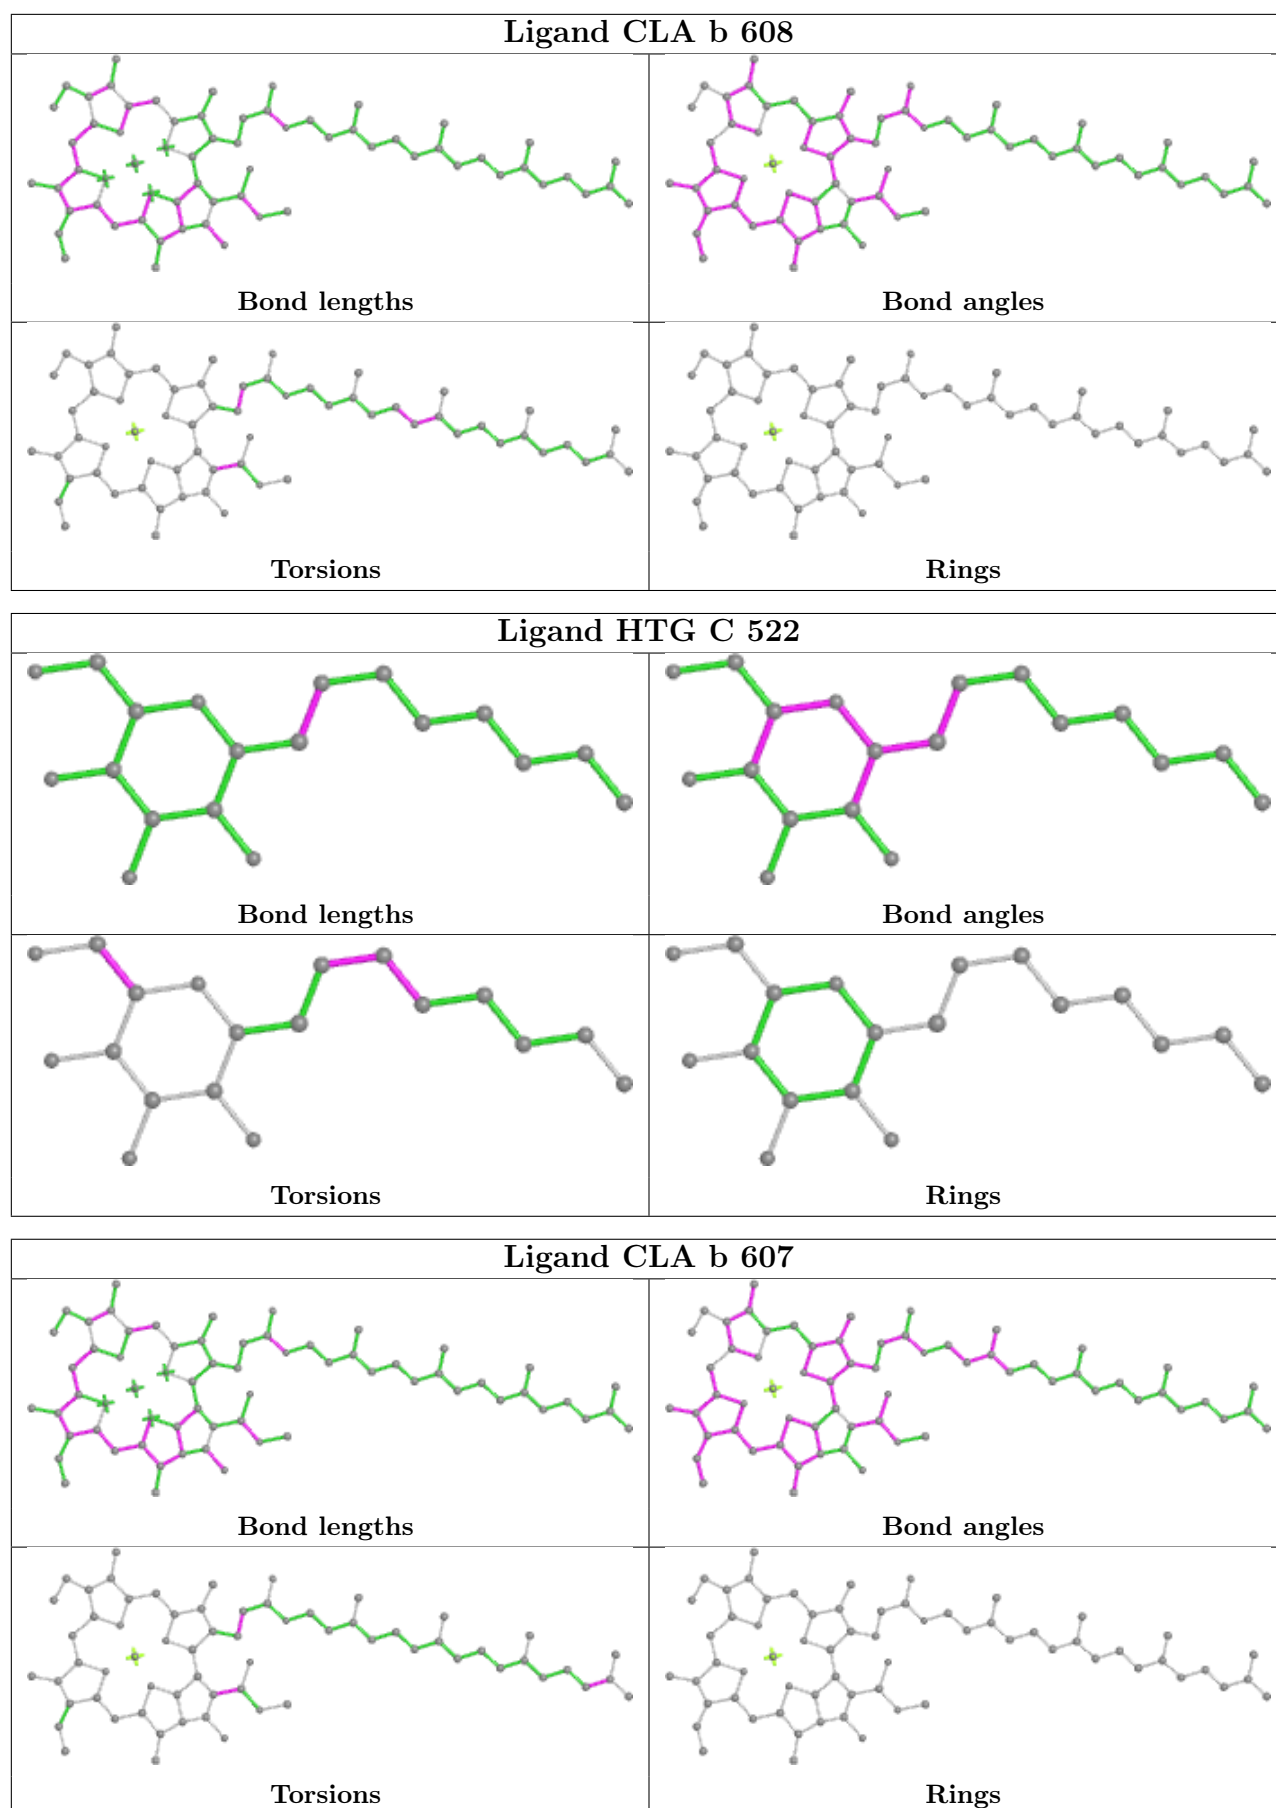 Ligand CLA b 608
Bond lengths
Bond angles
Torsions
Rings
Ligand HTG C 522
Bond lengths
Bond angles
Torsions
Rings
Ligand CLA b 607
Bond lengths
Bond angles
Torsions
Rings